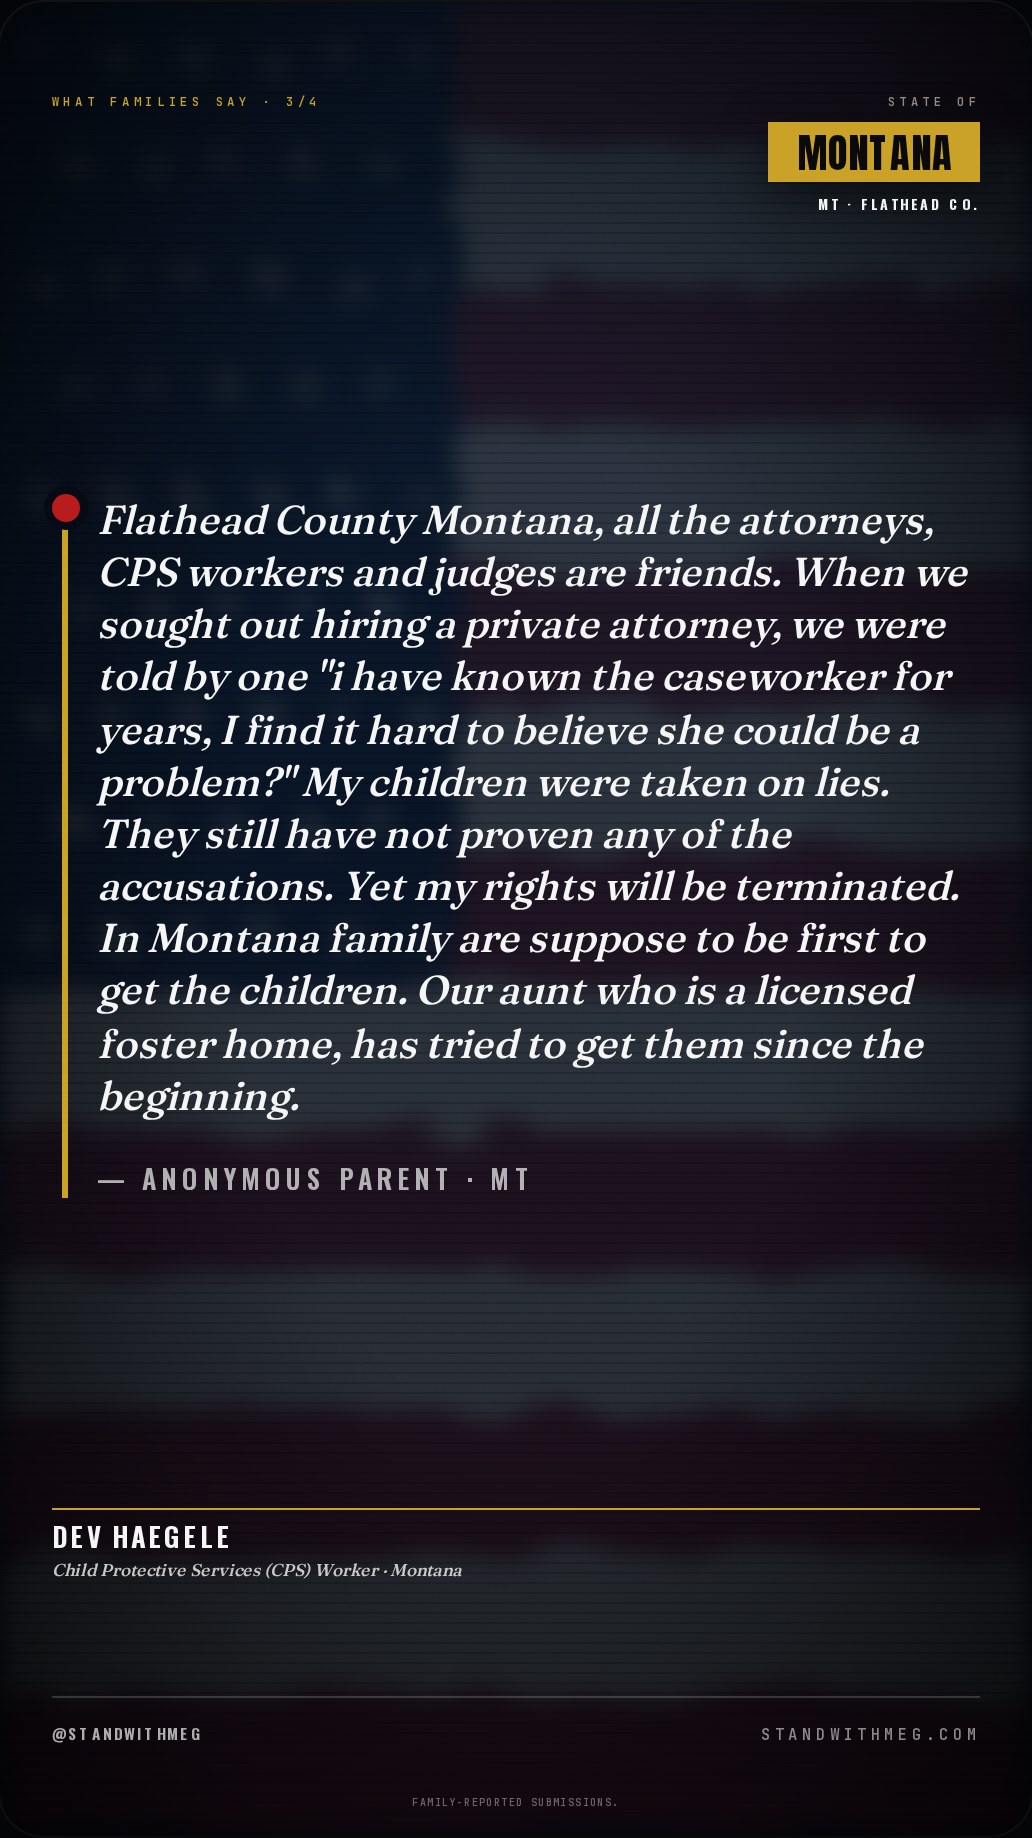 WHAT FAMILIES SAY · 3/4
STATE OF
MONTANA
MT · FLATHEAD CO.
Flathead County Montana, all the attorneys,
CPS workers and judges are friends. When we
sought out hiring a private attorney, we were
told by one "i have known the caseworker for
years, I find it hard to believe she could be a
problem?" My children were taken on lies.
They still have not proven any of the
accusations. Yet my rights will be terminated.
In Montana family are suppose to be first to
get the children. Our aunt who is a licensed
foster home, has tried to get them since the
beginning.
— ANONYMOUS PARENT · MT
DEV HAEGELE
Child Protective Services (CPS) Worker · Montana
@STANDWITHMEG
STANDWITHMEG.COM
FAMILY-REPORTED SUBMISSIONS.